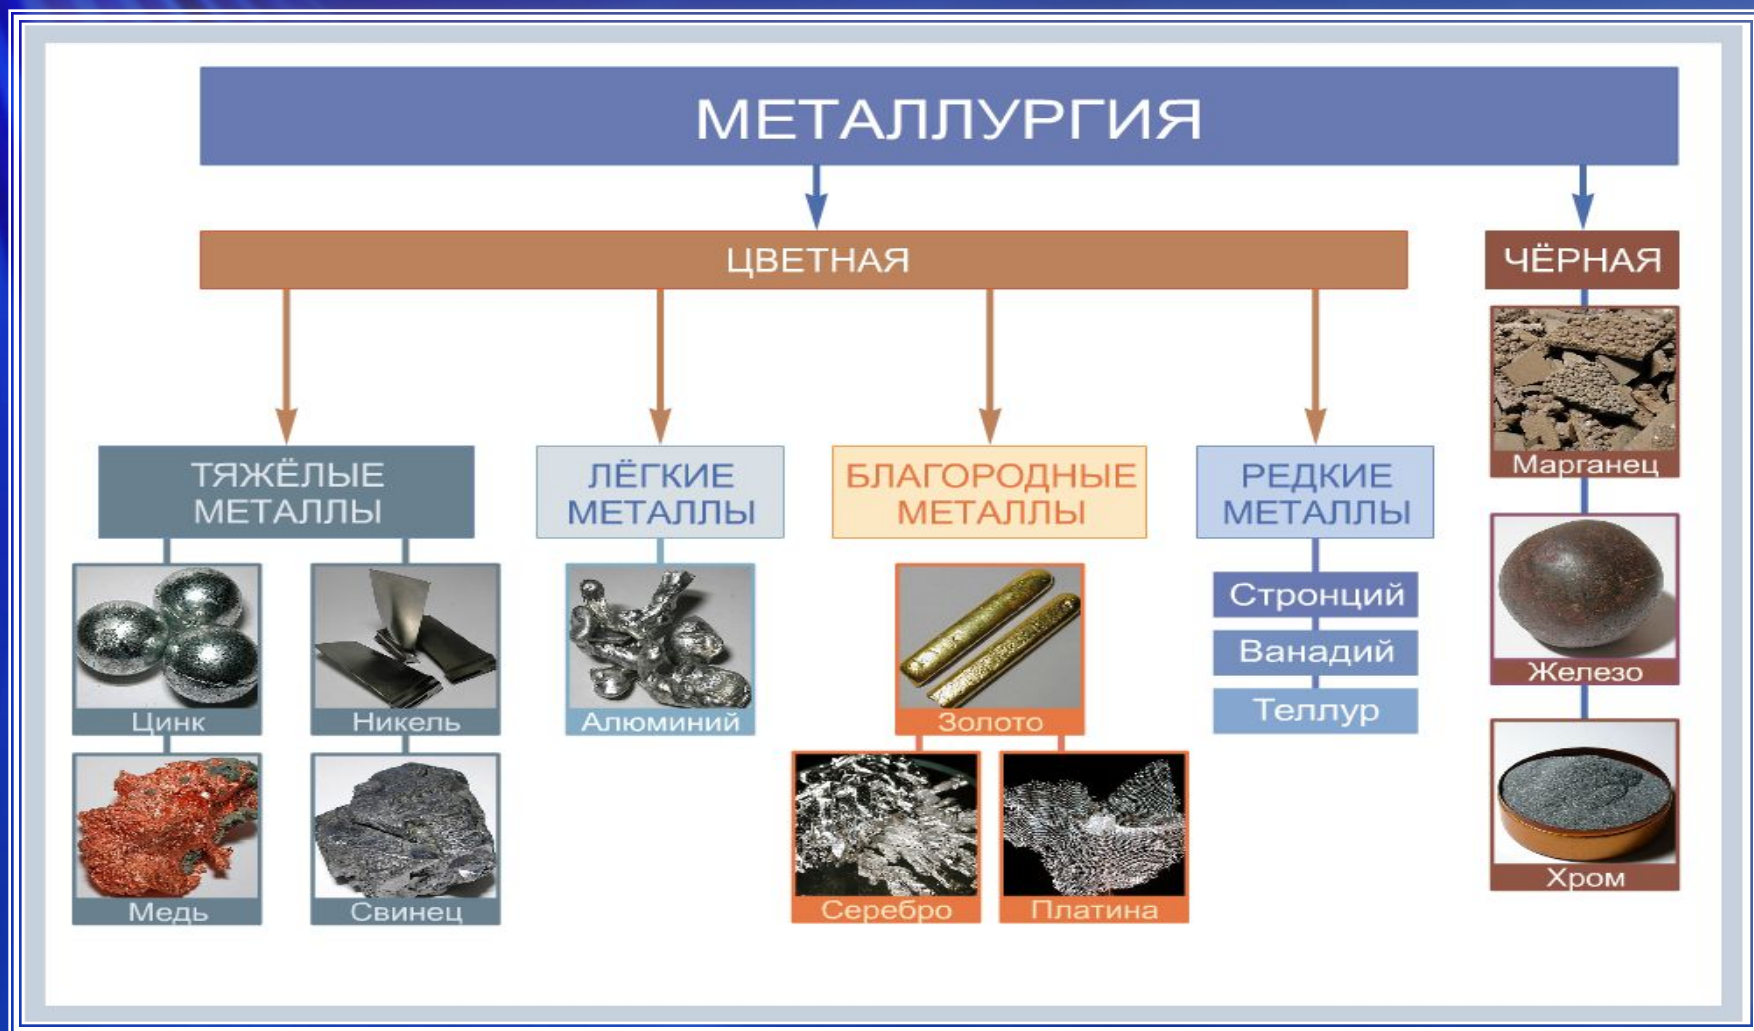 МЕТАЛЛУРГИЯ
ЦВЕТНАЯ
ЧЁРНАЯ
ТЯЖЁЛЫЕ
МЕТАЛЛЫ
ЛЁГКИЕ
МЕТАЛЛЫ
БЛАГОРОДНЫЕ
МЕТАЛЛЫ
РЕДКИЕ
МЕТАЛЛЫ
Цинк
Никель
Медь
Свинец
Алюминий
Золото
Серебро
Платина
Стронций
Ванадий
Теллур
Марганец
Железо
Хром